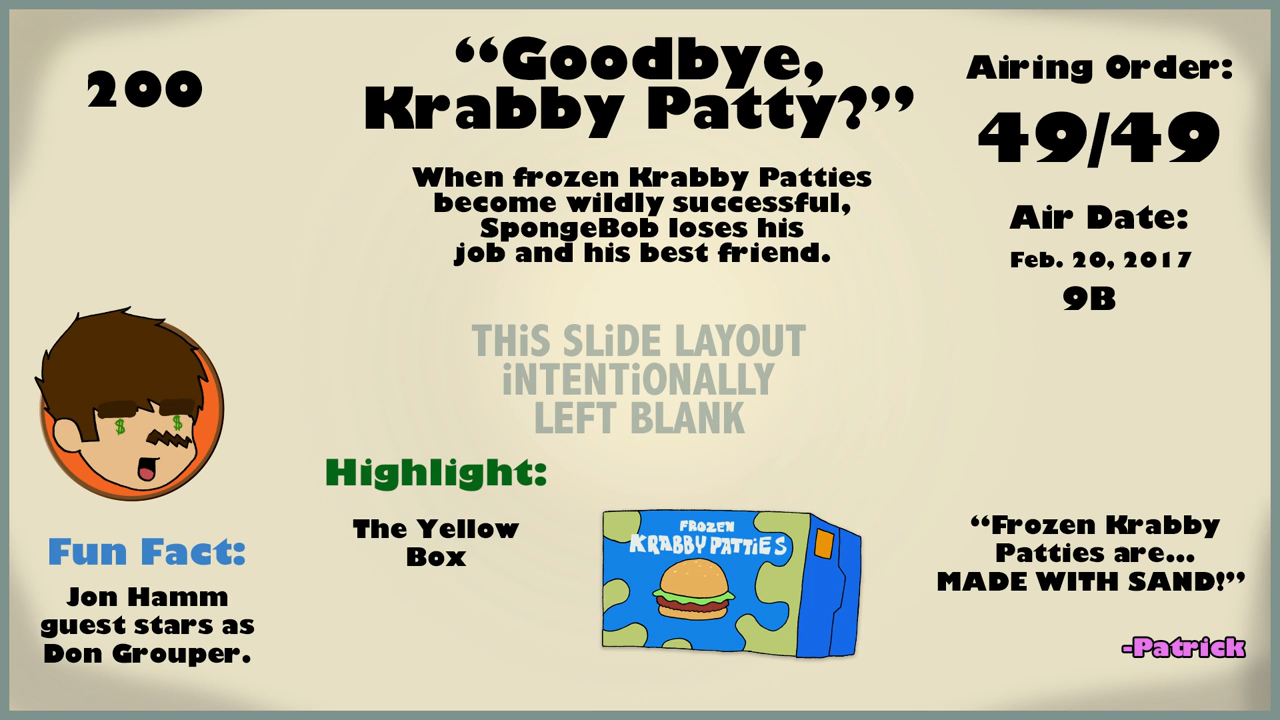 200
“Goodbye,
Krabby Patty?”
When frozen Krabby Patties
become wildly successful,
SpongeBob loses his
job and his best friend.
Airing Order:
49/49
Air Date:
Feb. 20, 2017
9B
THiS SLiDE LAYOUT
iNTENTiONALLY
LEFT BLANK
$ $
Fun Fact:
Jon Hamm
guest stars as
Don Grouper.
Highlight:
The Yellow
Box
FROZEN
KRABBY PATTiES
“Frozen Krabby
Patties are...
MADE WITH SAND!”
-Patrick